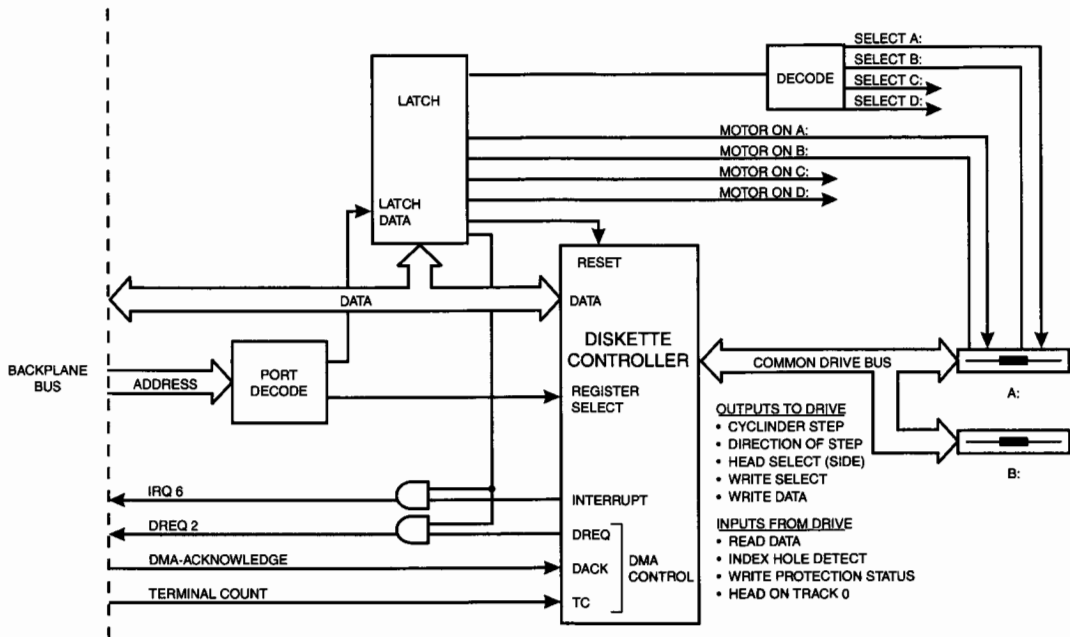 SELECT A:
SELECT B:
SELECT C:
SELECT D:
DECODE
LATCH
MOTOR ON A:
MOTOR ON B:
MOTOR ON C:
MOTOR ON D:
LATCH
DATA
RESET
DATA
DATA
DISKETTE
CONTROLLER
COMMON DRIVE BUS
BACKPLANE
BUS
ADDRESS
PORT
DECODE
REGISTER
SELECT
A:
B:
OUTPUTS TO DRIVE
• CYCLINDER STEP
• DIRECTION OF STEP
• HEAD SELECT (SIDE)
• WRITE SELECT
• WRITE DATA
IRQ 6
INTERRUPT
DREQ 2
DREQ
DMA-ACKNOWLEDGE
DACK
DMA
CONTROL
TERMINAL COUNT
TC
INPUTS FROM DRIVE
• READ DATA
• INDEX HOLE DETECT
• WRITE PROTECTION STATUS
• HEAD ON TRACK 0